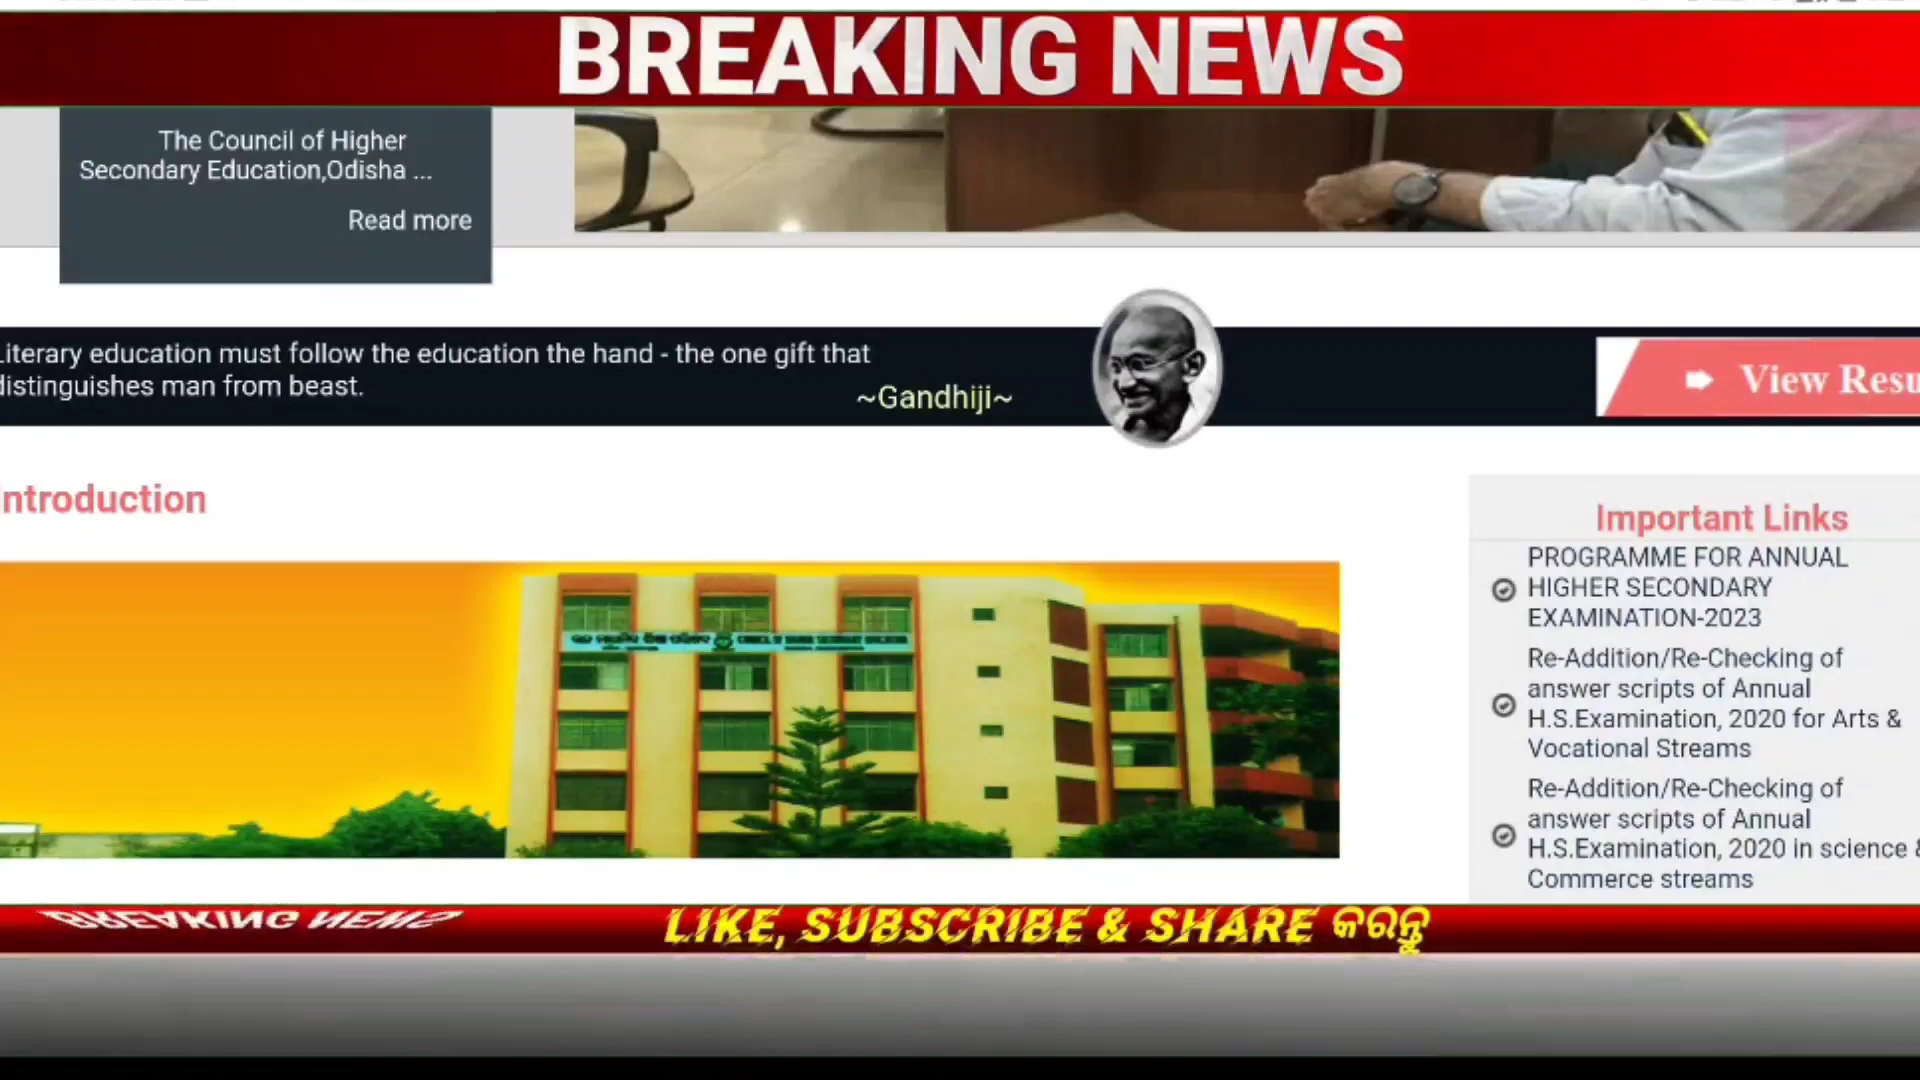 BREAKING NEWS
The Council of Higher
Secondary Education,Odisha ...
Read more
Literary education must follow the education the hand - the one gift that
distinguishes man from beast.
~Gandhiji~
View Resu
Introduction
Important Links
PROGRAMME FOR ANNUAL
HIGHER SECONDARY
EXAMINATION-2023
Re-Addition/Re-Checking of
answer scripts of Annual
H.S.Examination, 2020 for Arts &
Vocational Streams
Re-Addition/Re-Checking of
answer scripts of Annual
H.S.Examination, 2020 in science &
Commerce streams
BREAKING NEWS
LIKE, SUBSCRIBE & SHARE କରନ୍ତୁ